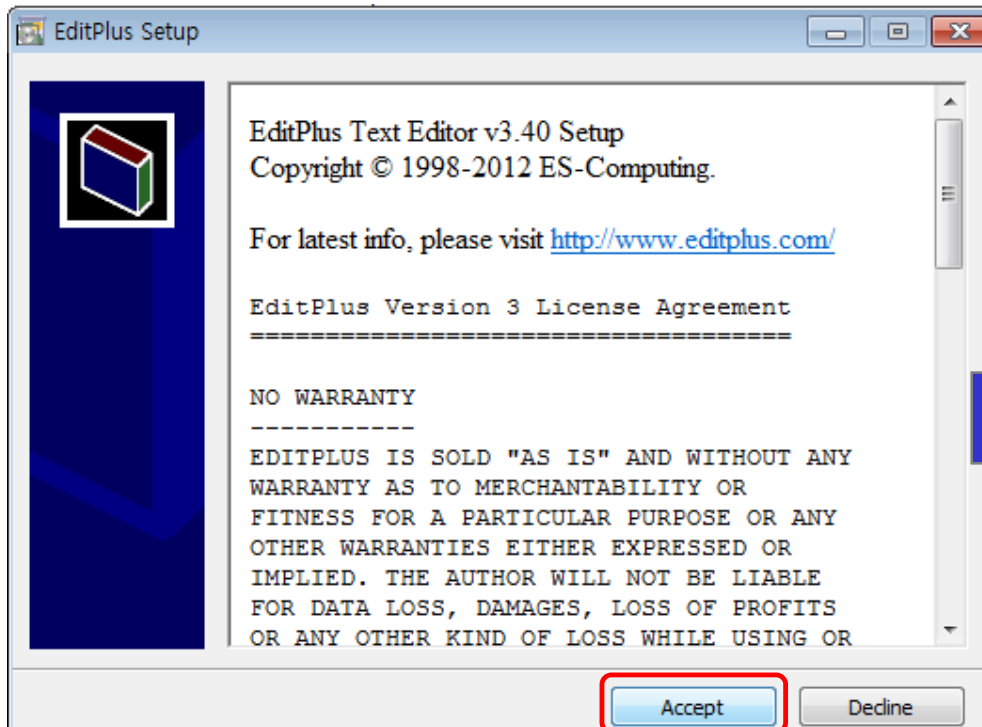 EditPlus Setup
EditPlus Text Editor v3.40 Setup
Copyright © 1998-2012 ES-Computing.
For latest info, please visit http://www.editplus.com/
EditPlus Version 3 License Agreement
====================================
NO WARRANTY
-----------
EDITPLUS IS SOLD "AS IS" AND WITHOUT ANY
WARRANTY AS TO MERCHANTABILITY OR
FITNESS FOR A PARTICULAR PURPOSE OR ANY
OTHER WARRANTIES EITHER EXPRESSED OR
IMPLIED. THE AUTHOR WILL NOT BE LIABLE
FOR DATA LOSS, DAMAGES, LOSS OF PROFITS
OR ANY OTHER KIND OF LOSS WHILE USING OR
Accept
Decline